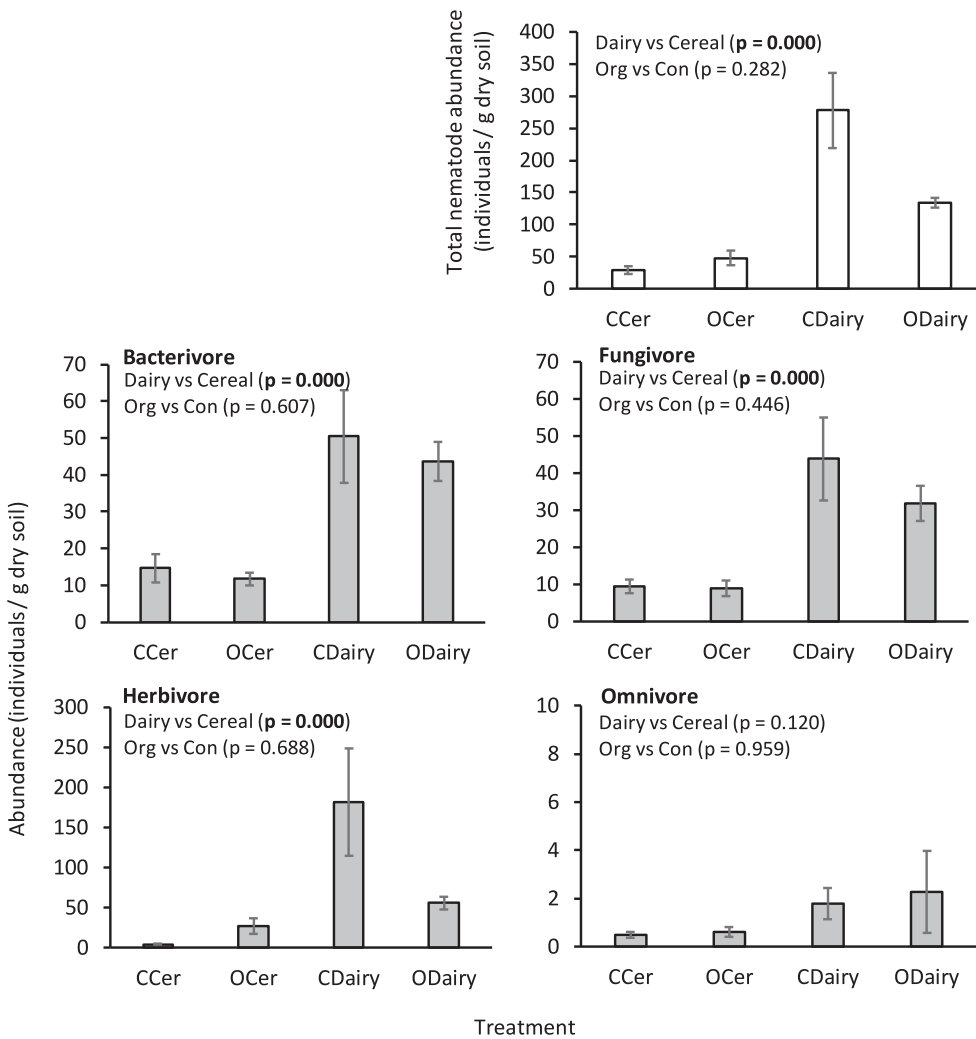 Total nematode abundance
(individuals / g dry soil)
400
350
300
250
200
150
100
50
0
Dairy vs Cereal (p = 0.000)
Org vs Con (p = 0.282)
CCer OCer CDairy ODairy
Abundance (individuals / g dry soil)
Bacterivore
Dairy vs Cereal (p = 0.000)
Org vs Con (p = 0.607)
70
60
50
40
30
20
10
0
CCer OCer CDairy ODairy
Fungivore
Dairy vs Cereal (p = 0.000)
Org vs Con (p = 0.446)
70
60
50
40
30
20
10
0
CCer OCer CDairy ODairy
Herbivore
Dairy vs Cereal (p = 0.000)
Org vs Con (p = 0.688)
300
250
200
150
100
50
0
CCer OCer CDairy ODairy
Omnivore
Dairy vs Cereal (p = 0.120)
Org vs Con (p = 0.959)
10
8
6
4
2
0
CCer OCer CDairy ODairy
Treatment